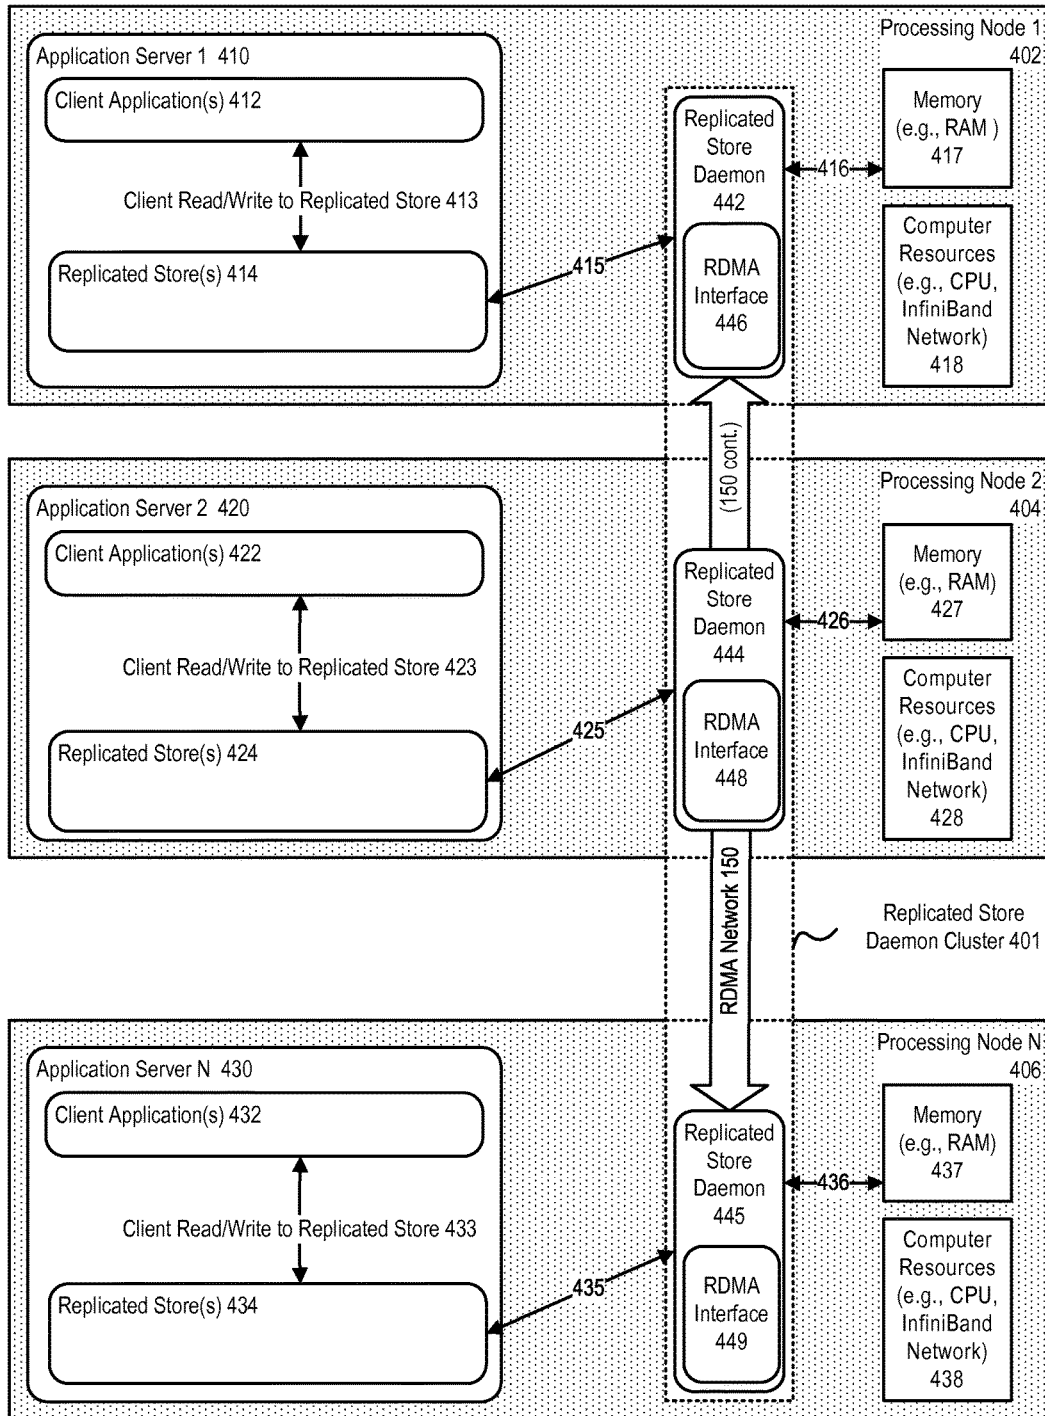 Processing Node 1
402
Application Server 1 410
Client Application(s) 412
Client Read/Write to Replicated Store 413
Replicated Store(s) 414
415
Replicated
Store
Daemon
442
RDMA
Interface
446
416
Memory
(e.g., RAM )
417
Computer
Resources
(e.g., CPU,
InfiniBand
Network)
418
(150 cont.)
Processing Node 2
404
Application Server 2 420
Client Application(s) 422
Client Read/Write to Replicated Store 423
Replicated Store(s) 424
425
Replicated
Store
Daemon
444
RDMA
Interface
448
426
Memory
(e.g., RAM)
427
Computer
Resources
(e.g., CPU,
InfiniBand
Network)
428
RDMA Network 150
Replicated Store
Daemon Cluster 401
Processing Node N
406
Application Server N 430
Client Application(s) 432
Client Read/Write to Replicated Store 433
Replicated Store(s) 434
435
Replicated
Store
Daemon
445
RDMA
Interface
449
436
Memory
(e.g., RAM)
437
Computer
Resources
(e.g., CPU,
InfiniBand
Network)
438